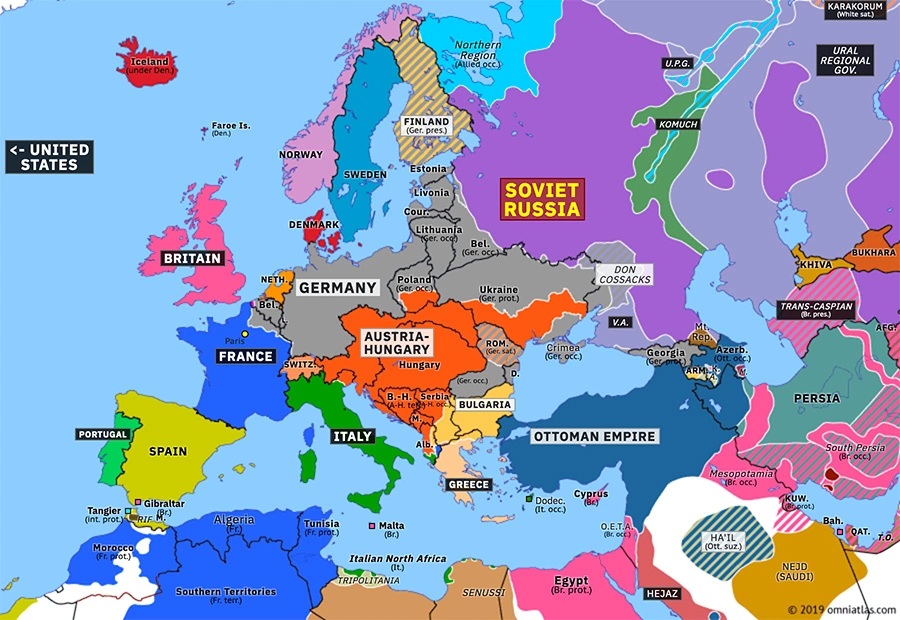 KARAKORUM
(White sat.)
Iceland
(under Den.)
Northern
Region
(Allied occ.)
U.P.G.
URAL
REGIONAL
GOV.
Faroe Is.
(Den.)
FINLAND
(Ger. pres.)
KOMUCH
<- UNITED
STATES
NORWAY
SWEDEN
Estonia
Livonia
SOVIET
RUSSIA
Cour.
DENMARK
Lithuania
(Ger. occ.)
Bel.
(Ger. occ.)
BRITAIN
NETH.
GERMANY
Poland
(Ger. occ.)
Ukraine
(Ger. prot.)
DON
COSSACKS
KHIVA
BUKHARA
Bel.
TRANS-CASPIAN
(Br. pres.)
V.A.
Paris
FRANCE
SWITZ.
AUSTRIA-
HUNGARY
Hungary
ROM.
(Ger. sat.)
Crimea
(Ger. occ.)
Mt.
Rep.
Georgia
(Ger. prot.)
Azerb.
(Ott. occ.)
AFG.
ARM.
D.
(Ger. occ.)
B.-H.
(A-H. terr.)
Serbia
(A-H. occ.)
M.
BULGARIA
PERSIA
PORTUGAL
SPAIN
ITALY
Alb.
OTTOMAN EMPIRE
GREECE
South Persia
(Br. occ.)
Mesopotamia
(Br. occ.)
Gibraltar
(Br.)
Tangier
(int. prot.)
RIF
M.
Algeria
(Fr.)
Tunisia
(Fr. prot.)
Malta
(Br.)
Dodec.
(It. occ.)
Cyprus
(Br.)
O.E.T.A.
(Br. occ.)
KUW.
(Br. prot.)
Bah.
QAT.
T.O.
Morocco
(Fr. prot.)
Italian North Africa
(It.)
TRIPOLITANIA
HA'IL
(Ott. suz.)
NEJD
(SAUDI)
Southern Territories
(Fr. terr.)
SENUSSI
Egypt
(Br. prot.)
HEJAZ
© 2019 omniatlas.com